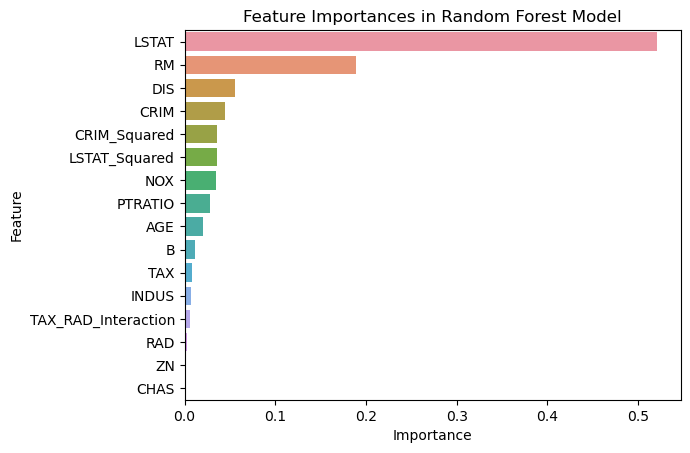 Feature Importances in Random Forest Model
LSTAT
RM
DIS
CRIM
CRIM_Squared
LSTAT_Squared
NOX
PTRATIO
AGE
B
TAX
INDUS
TAX_RAD_Interaction
RAD
ZN
CHAS
Feature
0.0 0.1 0.2 0.3 0.4 0.5
Importance